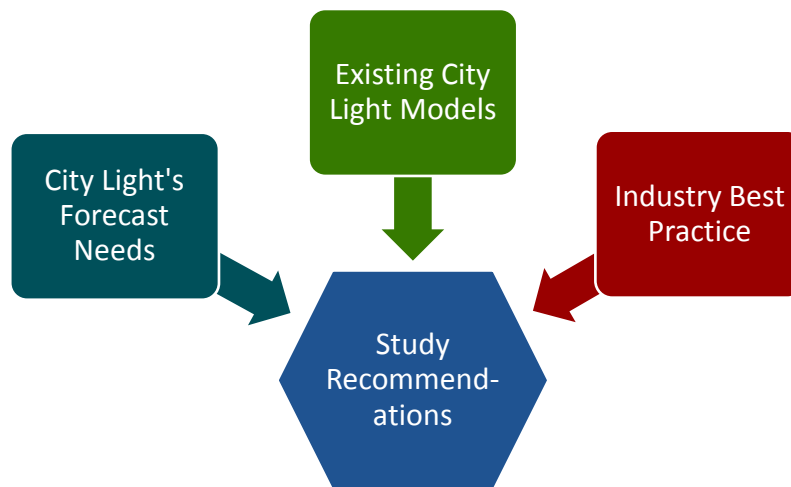 Existing City
Light Models
City Light's
Forecast
Needs
Industry Best
Practice
Study
Recommend-
ations